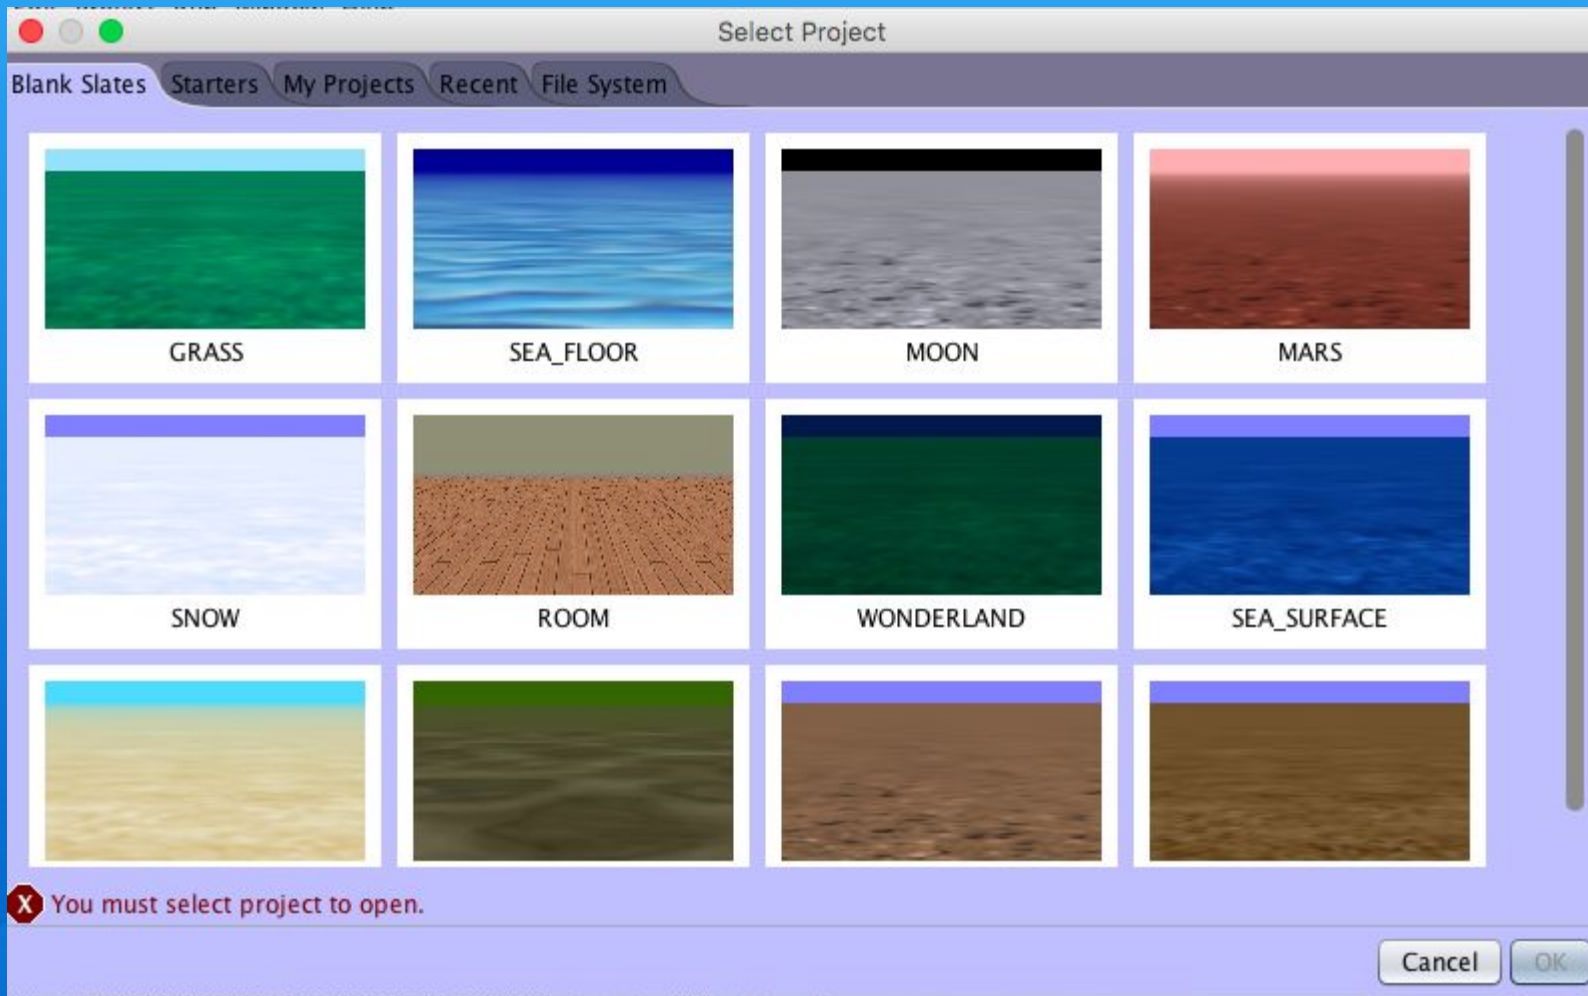 Select Project
Blank Slates Starters My Projects Recent File System
GRASS SEA_FLOOR MOON MARS
SNOW ROOM WONDERLAND SEA_SURFACE
X You must select project to open.
Cancel OK